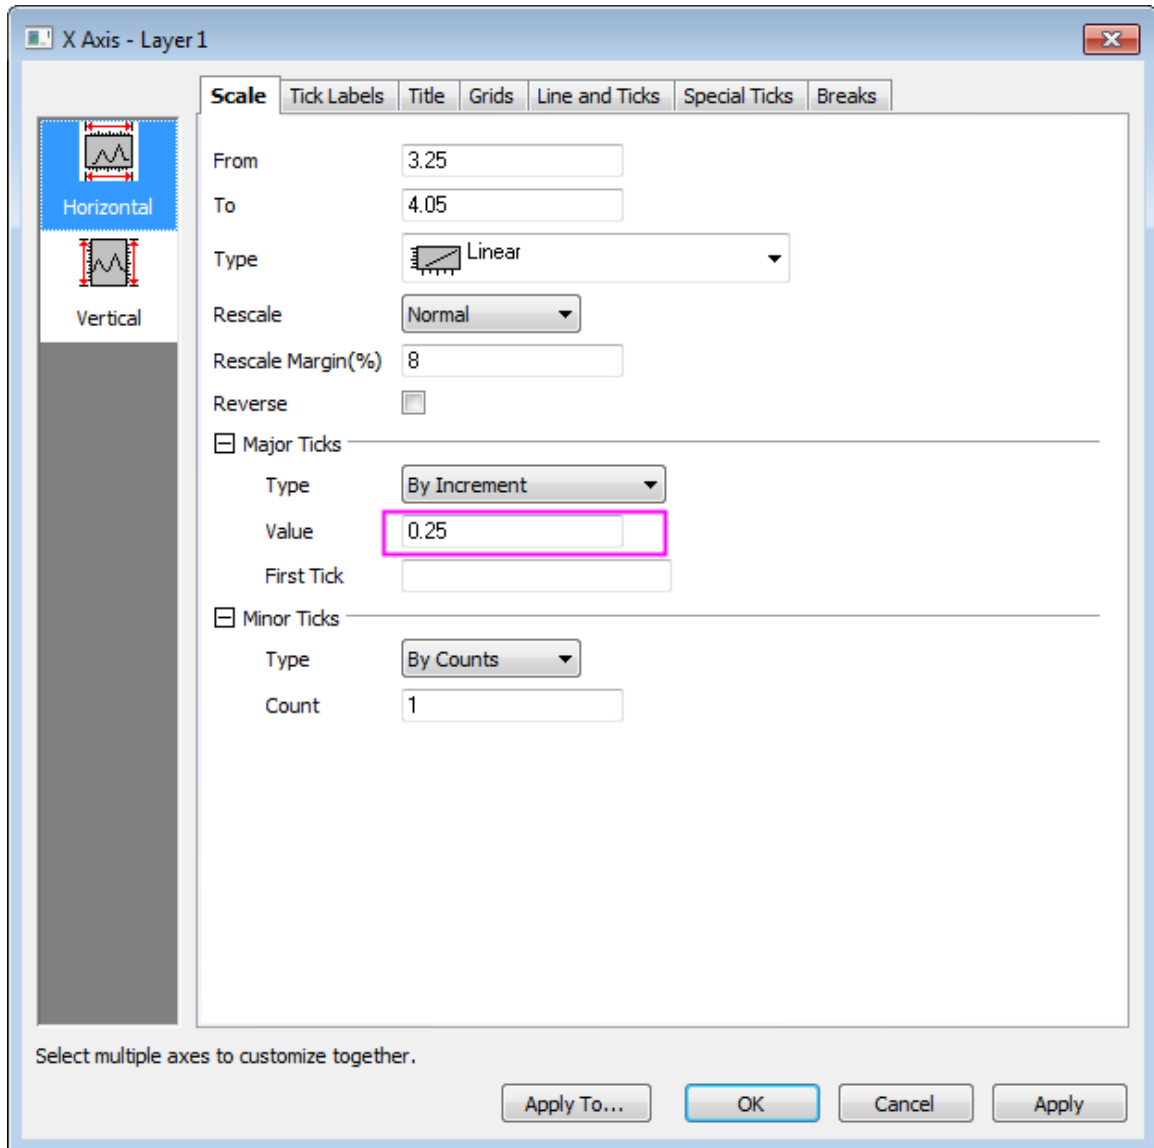 X Axis - Layer1
Scale Tick Labels Title Grids Line and Ticks Special Ticks Breaks
Horizontal
Vertical
From 3.25
To 4.05
Type Linear
Rescale Normal
Rescale Margin(%) 8
Reverse
Major Ticks
Type By Increment
Value 0.25
First Tick
Minor Ticks
Type By Counts
Count 1
Select multiple axes to customize together.
Apply To... OK Cancel Apply